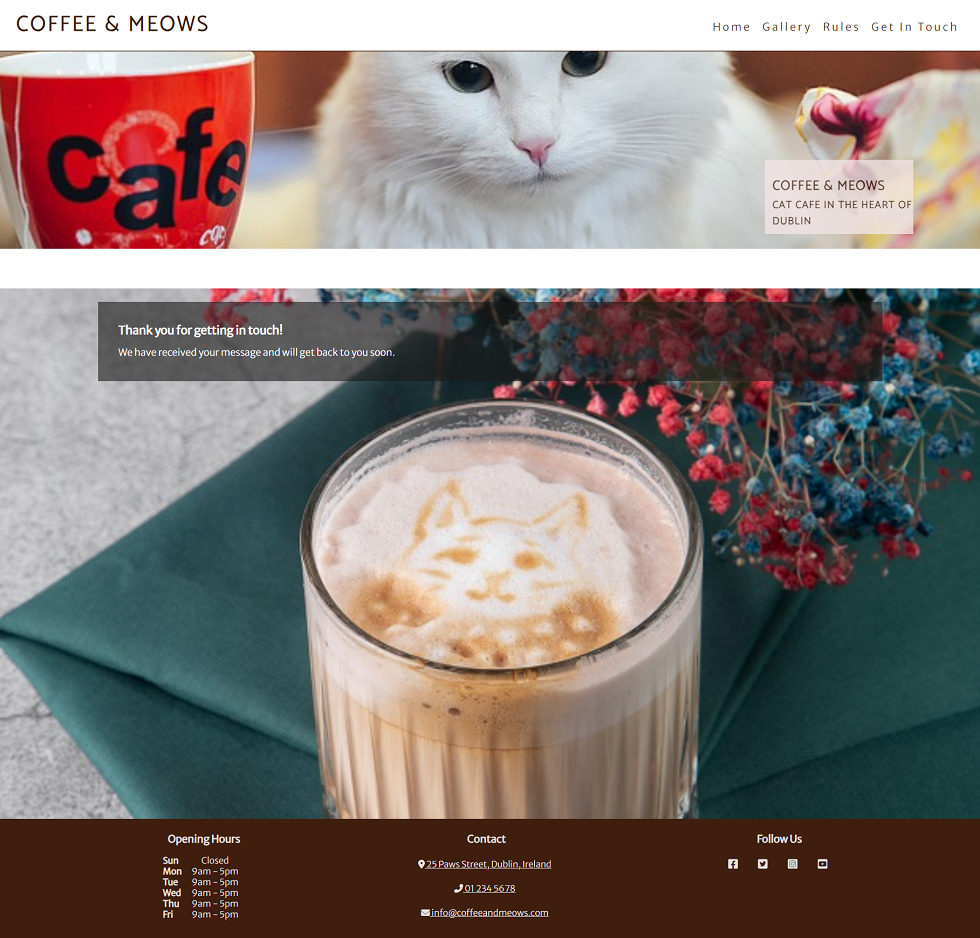 COFFEE & MEOWS
Home Gallery Rules Get In Touch
cafe
COFFEE & MEOWS
CAT CAFE IN THE HEART OF
DUBLIN
Thank you for getting in touch!
We have received your message and will get back to you soon.
Opening Hours
Sun Closed
Mon 9am - 5pm
Tue 9am - 5pm
Wed 9am - 5pm
Thu 9am - 5pm
Fri 9am - 5pm
Contact
25 Paws Street, Dublin, Ireland
01 234 5678
info@coffeeandmeows.com
Follow Us